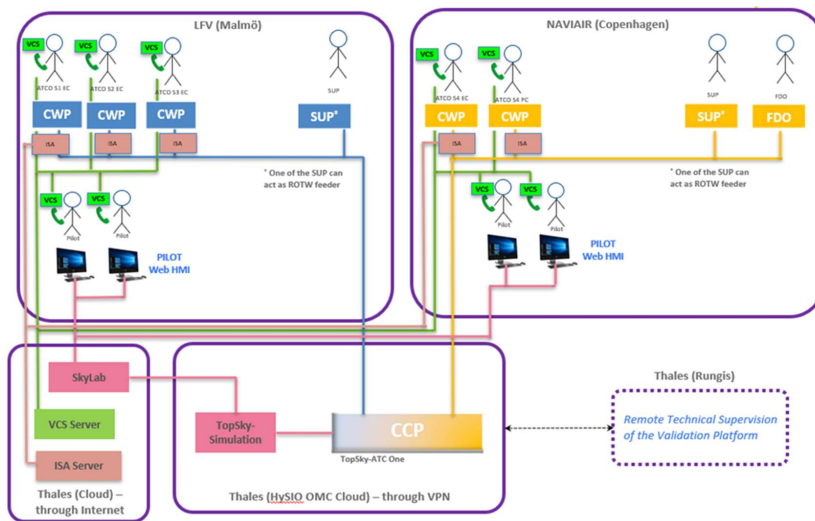 LFV (Malmö)
VCS
VCS
VCS
ATCO S1 EC
ATCO S2 EC
ATCO S3 EC
SUP
CWP
CWP
CWP
SUP*
ISA
ISA
ISA
* One of the SUP can
act as ROTW feeder
VCS
VCS
Pilot
Pilot
PILOT
Web HMI
NAVIAIR (Copenhagen)
VCS
VCS
ATCO S4 EC
ATCO S4 PC
SUP
FDO
CWP
CWP
SUP*
FDO
ISA
ISA
* One of the SUP can
act as ROTW feeder
VCS
VCS
Pilot
Pilot
PILOT
Web HMI
SkyLab
VCS Server
ISA Server
Thales (Cloud) –
through Internet
TopSky-
Simulation
CCP
TopSky-ATC One
Thales (HySIO OMC Cloud) – through VPN
Thales (Rungis)
Remote Technical Supervision
of the Validation Platform